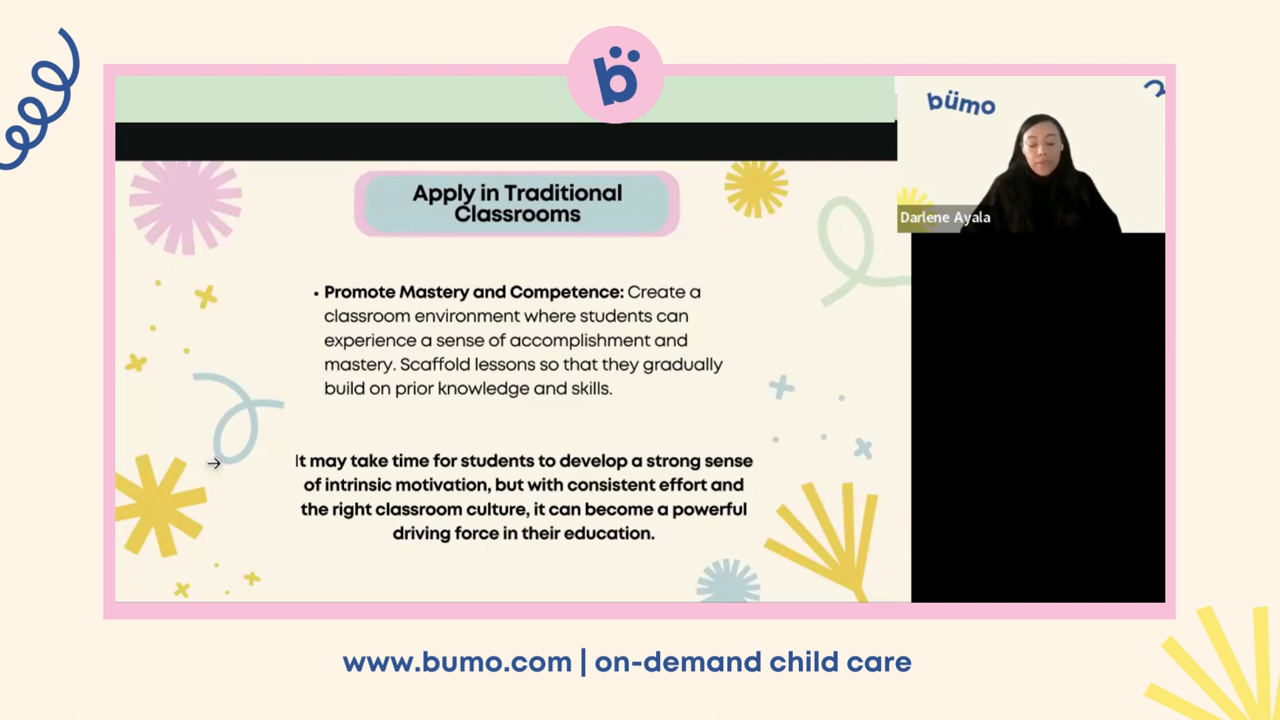 b̈
bümo
Darlene Ayala
Apply in Traditional
Classrooms
• Promote Mastery and Competence: Create a
classroom environment where students can
experience a sense of accomplishment and
mastery. Scaffold lessons so that they gradually
build on prior knowledge and skills.
It may take time for students to develop a strong sense
of intrinsic motivation, but with consistent effort and
the right classroom culture, it can become a powerful
driving force in their education.
www.bumo.com | on-demand child care